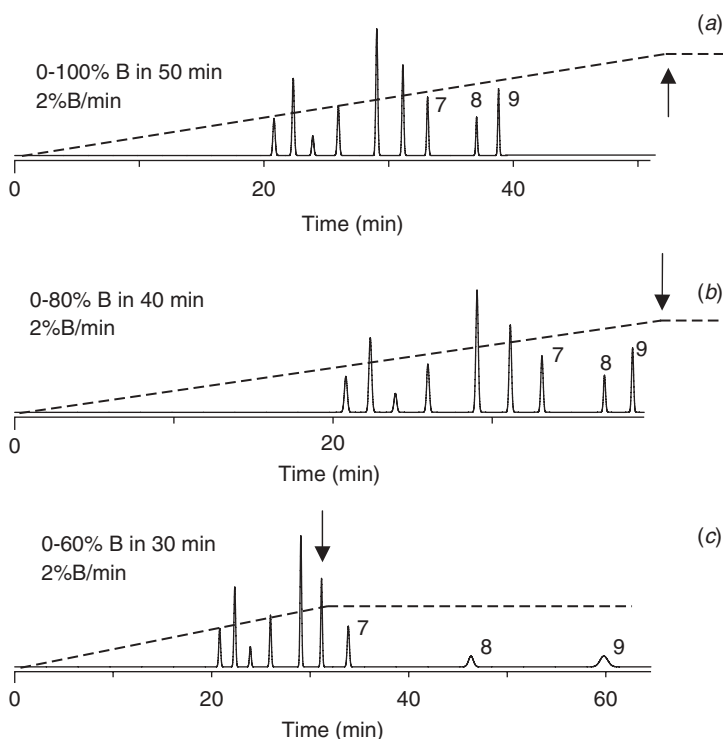 (a)
0-100% B in 50 min
2%B/min
7 8 9
0 20 40
Time (min)
(b)
0-80% B in 40 min
2%B/min
7 8 9
0 20
Time (min)
(c)
0-60% B in 30 min
2%B/min
7 8 9
0 20 40 60
Time (min)